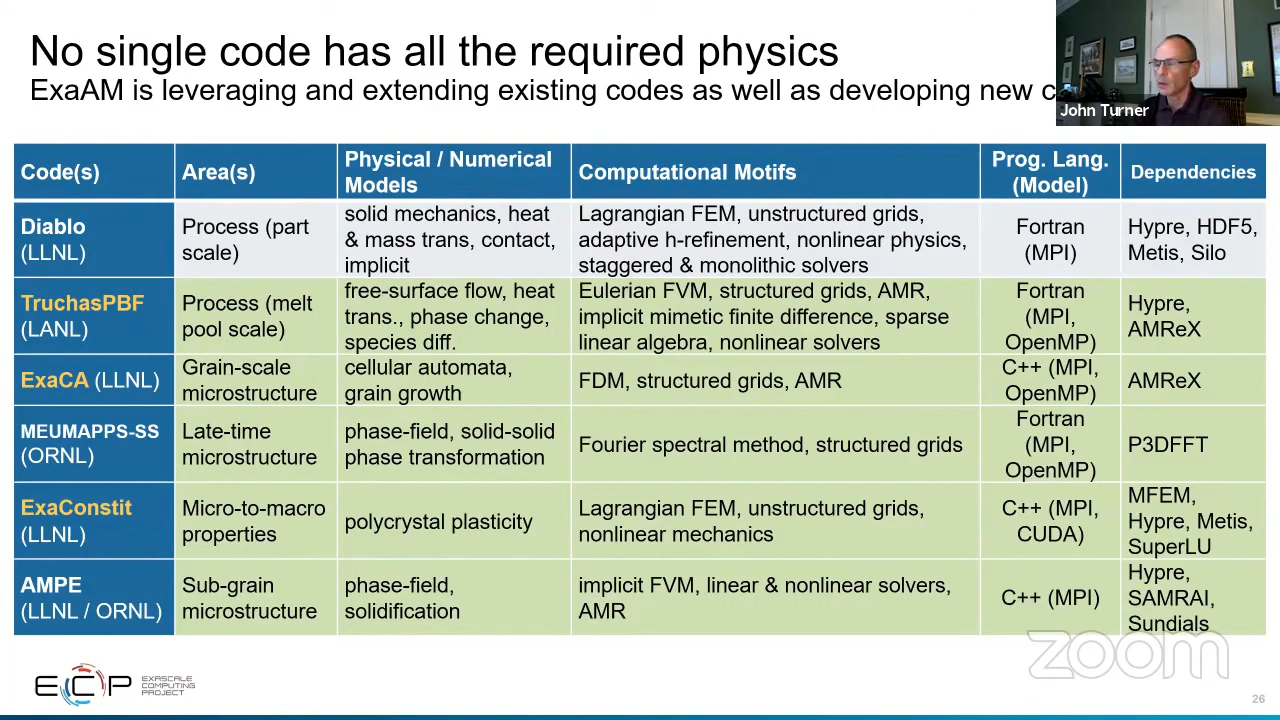 No single code has all the required physics
ExaAM is leveraging and extending existing codes as well as developing new c
John Turner
Code(s)
Area(s)
Physical / Numerical
Models
Computational Motifs
Prog. Lang.
(Model)
Dependencies
Diablo
(LLNL)
Process (part
scale)
solid mechanics, heat
& mass trans, contact,
implicit
Lagrangian FEM, unstructured grids,
adaptive h-refinement, nonlinear physics,
staggered & monolithic solvers
Fortran
(MPI)
Hypre, HDF5,
Metis, Silo
TruchasPBF
(LANL)
Process (melt
pool scale)
free-surface flow, heat
trans., phase change,
species diff.
Eulerian FVM, structured grids, AMR,
implicit mimetic finite difference, sparse
linear algebra, nonlinear solvers
Fortran
(MPI,
OpenMP)
Hypre,
AMReX
ExaCA (LLNL)
Grain-scale
microstructure
cellular automata,
grain growth
FDM, structured grids, AMR
C++ (MPI,
OpenMP)
AMReX
MEUMAPPS-SS
(ORNL)
Late-time
microstructure
phase-field, solid-solid
phase transformation
Fourier spectral method, structured grids
Fortran
(MPI,
OpenMP)
P3DFFT
ExaConstit
(LLNL)
Micro-to-macro
properties
polycrystal plasticity
Lagrangian FEM, unstructured grids,
nonlinear mechanics
C++ (MPI,
CUDA)
MFEM,
Hypre, Metis,
SuperLU
AMPE
(LLNL / ORNL)
Sub-grain
microstructure
phase-field,
solidification
implicit FVM, linear & nonlinear solvers,
AMR
C++ (MPI)
Hypre,
SAMRAI,
Sundials
zoom
ECP
EXASCALE
COMPUTING
PROJECT
26